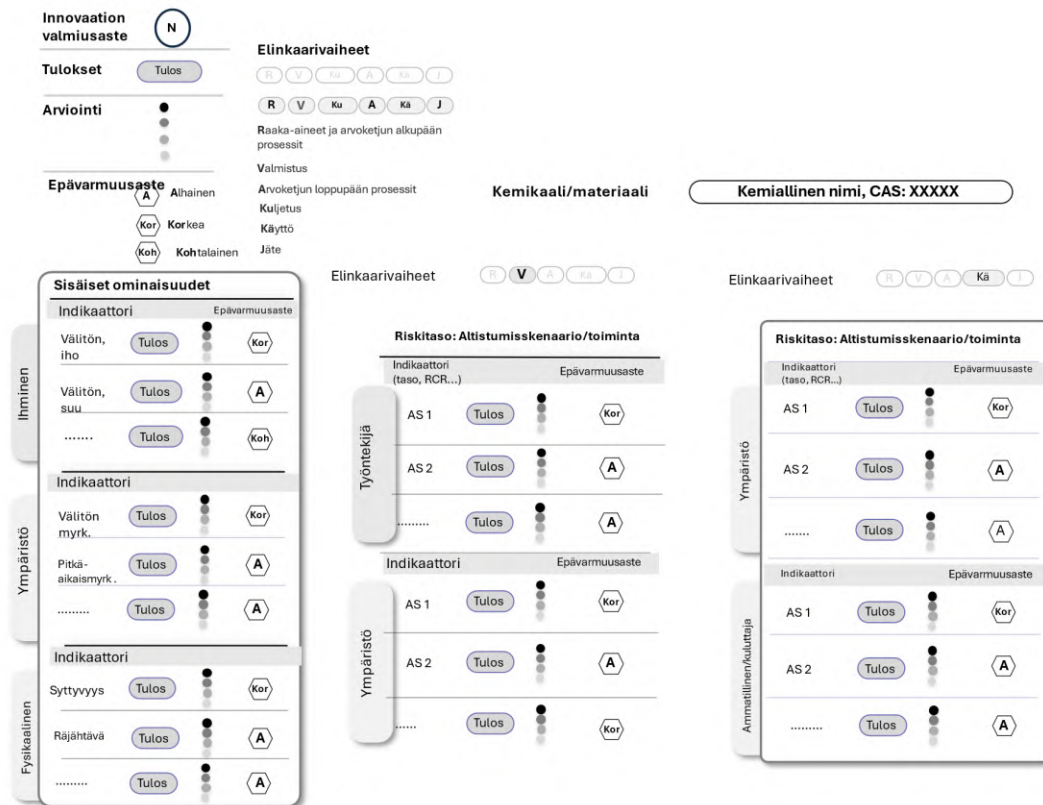 Innovaation
valmiusaste
N
Tulokset
Tulos
Arviointi
Epävarmuusaste
A
Alhainen
Kor
Korkea
Koh
Kohtalainen
Elinkaarivaiheet
R V Ku A Kä J
R V Ku A Kä J
Raaka-aineet ja arvoketjun alkupään
prosessit
Valmistus
Arvoketjun loppupään prosessit
Kuljetus
Käyttö
Jäte
Kemikaali/materiaali
Kemiallinen nimi, CAS: XXXXX
Sisäiset ominaisuudet
Ihminen
Indikaattori Epävarmuusaste
Välitön,
iho
Tulos
Kor
Välitön,
suu
Tulos
A
.......
Tulos
Koh
Ympäristö
Indikaattori
Välitön
myrk.
Tulos
Kor
Pitkä-
aikaismyrk.
Tulos
A
.........
Tulos
A
Fysikaalinen
Indikaattori
Syttyvyys
Tulos
Kor
Räjähtävä
Tulos
A
.........
Tulos
A
Elinkaarivaiheet
R V A Kä J
Riskitaso: Altistumisskenaario/toiminta
Työntekijä
Indikaattori
(taso, RCR...)
Epävarmuusaste
AS 1
Tulos
Kor
AS 2
Tulos
A
.........
Tulos
A
Ympäristö
Indikaattori Epävarmuusaste
AS 1
Tulos
Kor
AS 2
Tulos
A
......
Tulos
Kor
Elinkaarivaiheet
R V A Kä J
Riskitaso: Altistumisskenaario/toiminta
Ympäristö
Indikaattori
(taso, RCR...)
Epävarmuusaste
AS 1
Tulos
Kor
AS 2
Tulos
A
.......
Tulos
A
Ammatillinen/kuluttaja
Indikaattori Epävarmuusaste
AS 1
Tulos
Kor
AS 2
Tulos
A
.........
Tulos
A